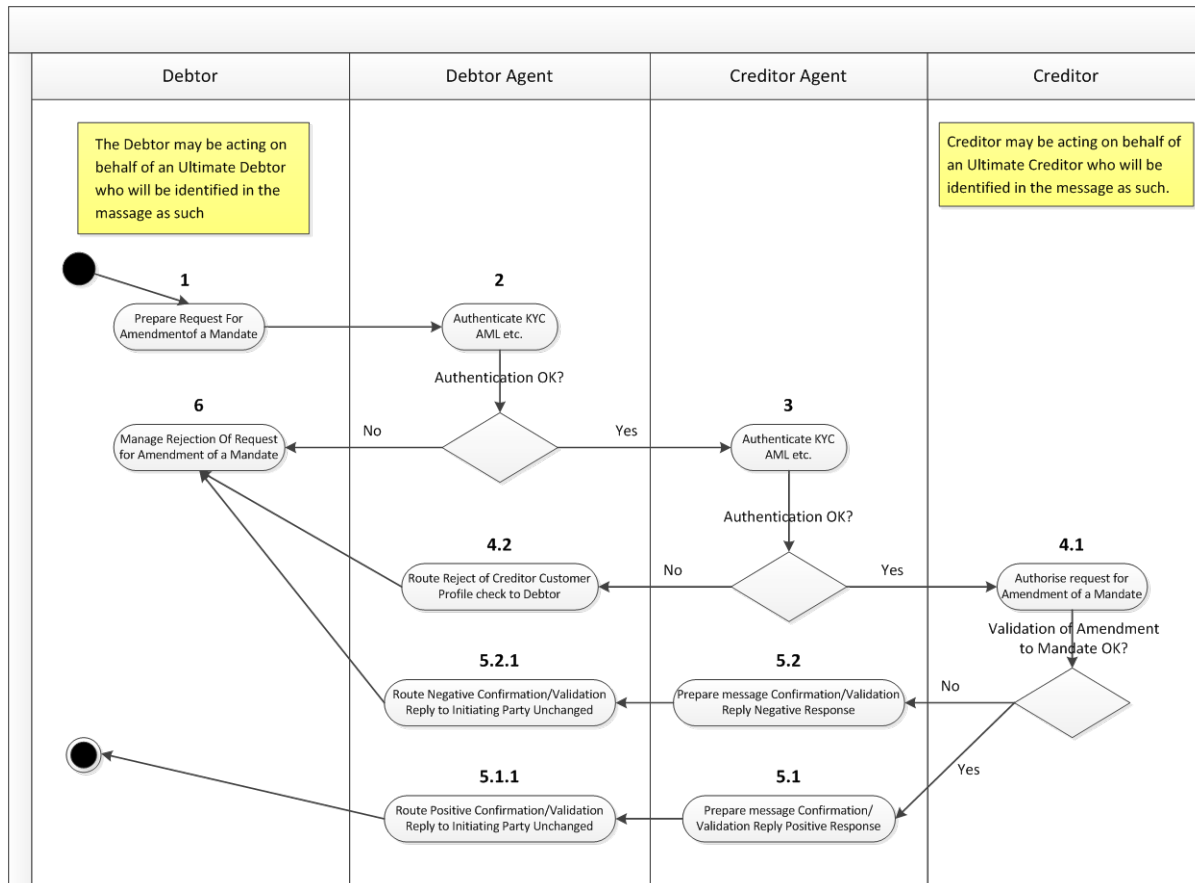 Debtor
Debtor Agent
Creditor Agent
Creditor
The Debtor may be acting on
behalf of an Ultimate Debtor
who will be identified in the
massage as such
Creditor may be acting on behalf of
an Ultimate Creditor who will be
identified in the message as such.
1
Prepare Request For
Amendmentof a Mandate
2
Authenticate KYC
AML etc.
Authentication OK?
6
Manage Rejection Of Request
for Amendment of a Mandate
No
Yes
3
Authenticate KYC
AML etc.
Authentication OK?
4.2
Route Reject of Creditor Customer
Profile check to Debtor
No
Yes
4.1
Authorise request for
Amendment of a Mandate
Validation of Amendment
to Mandate OK?
5.2.1
Route Negative Confirmation/Validation
Reply to Initiating Party Unchanged
5.2
Prepare message Confirmation/Validation
Reply Negative Response
No
Yes
5.1.1
Route Positive Confirmation/Validation
Reply to Initiating Party Unchanged
5.1
Prepare message Confirmation/
Validation Reply Positive Response